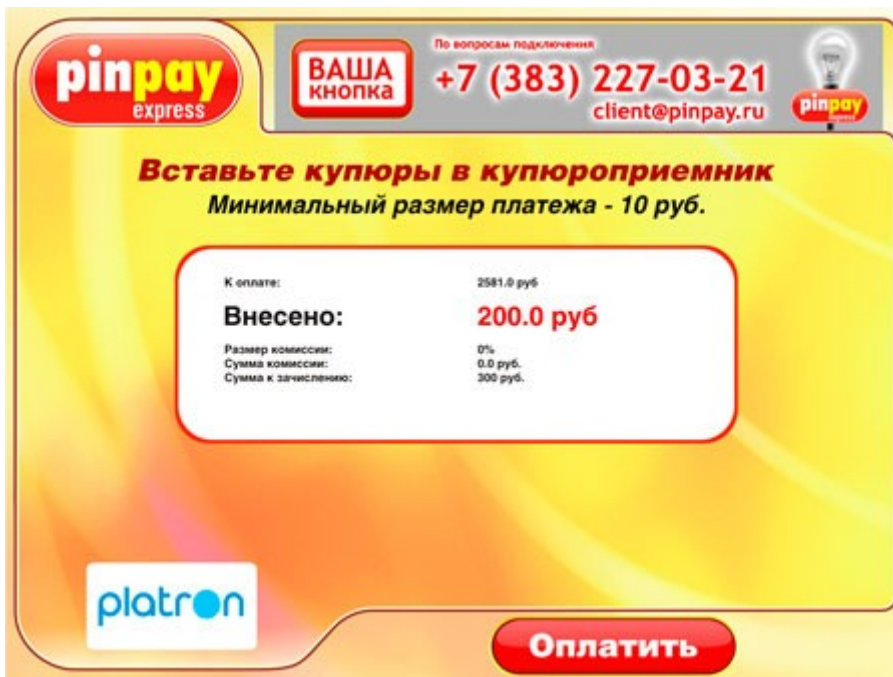 pinpay
express
ВАША
КНОПКА
По вопросам подключения
+7 (383) 227-03-21
client@pinpay.ru
pinpay
express
Вставьте купюры в купюроприемник
Минимальный размер платежа - 10 руб.
К оплате: 2581.0 руб
Внесено: 200.0 руб
Размер комиссии: 0%
Сумма комиссии: 0.0 руб.
Сумма к зачислению: 300 руб.
platron
Оплатить